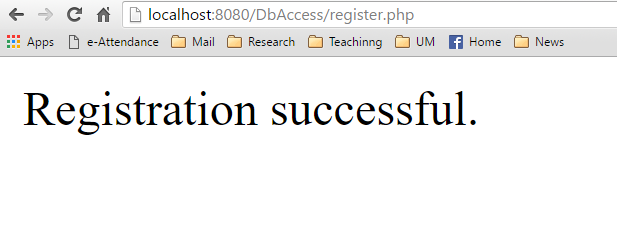 localhost:8080/DbAccess/register.php
Apps e-Attendance Mail Research Teachinng UM Home News
Registration successful.